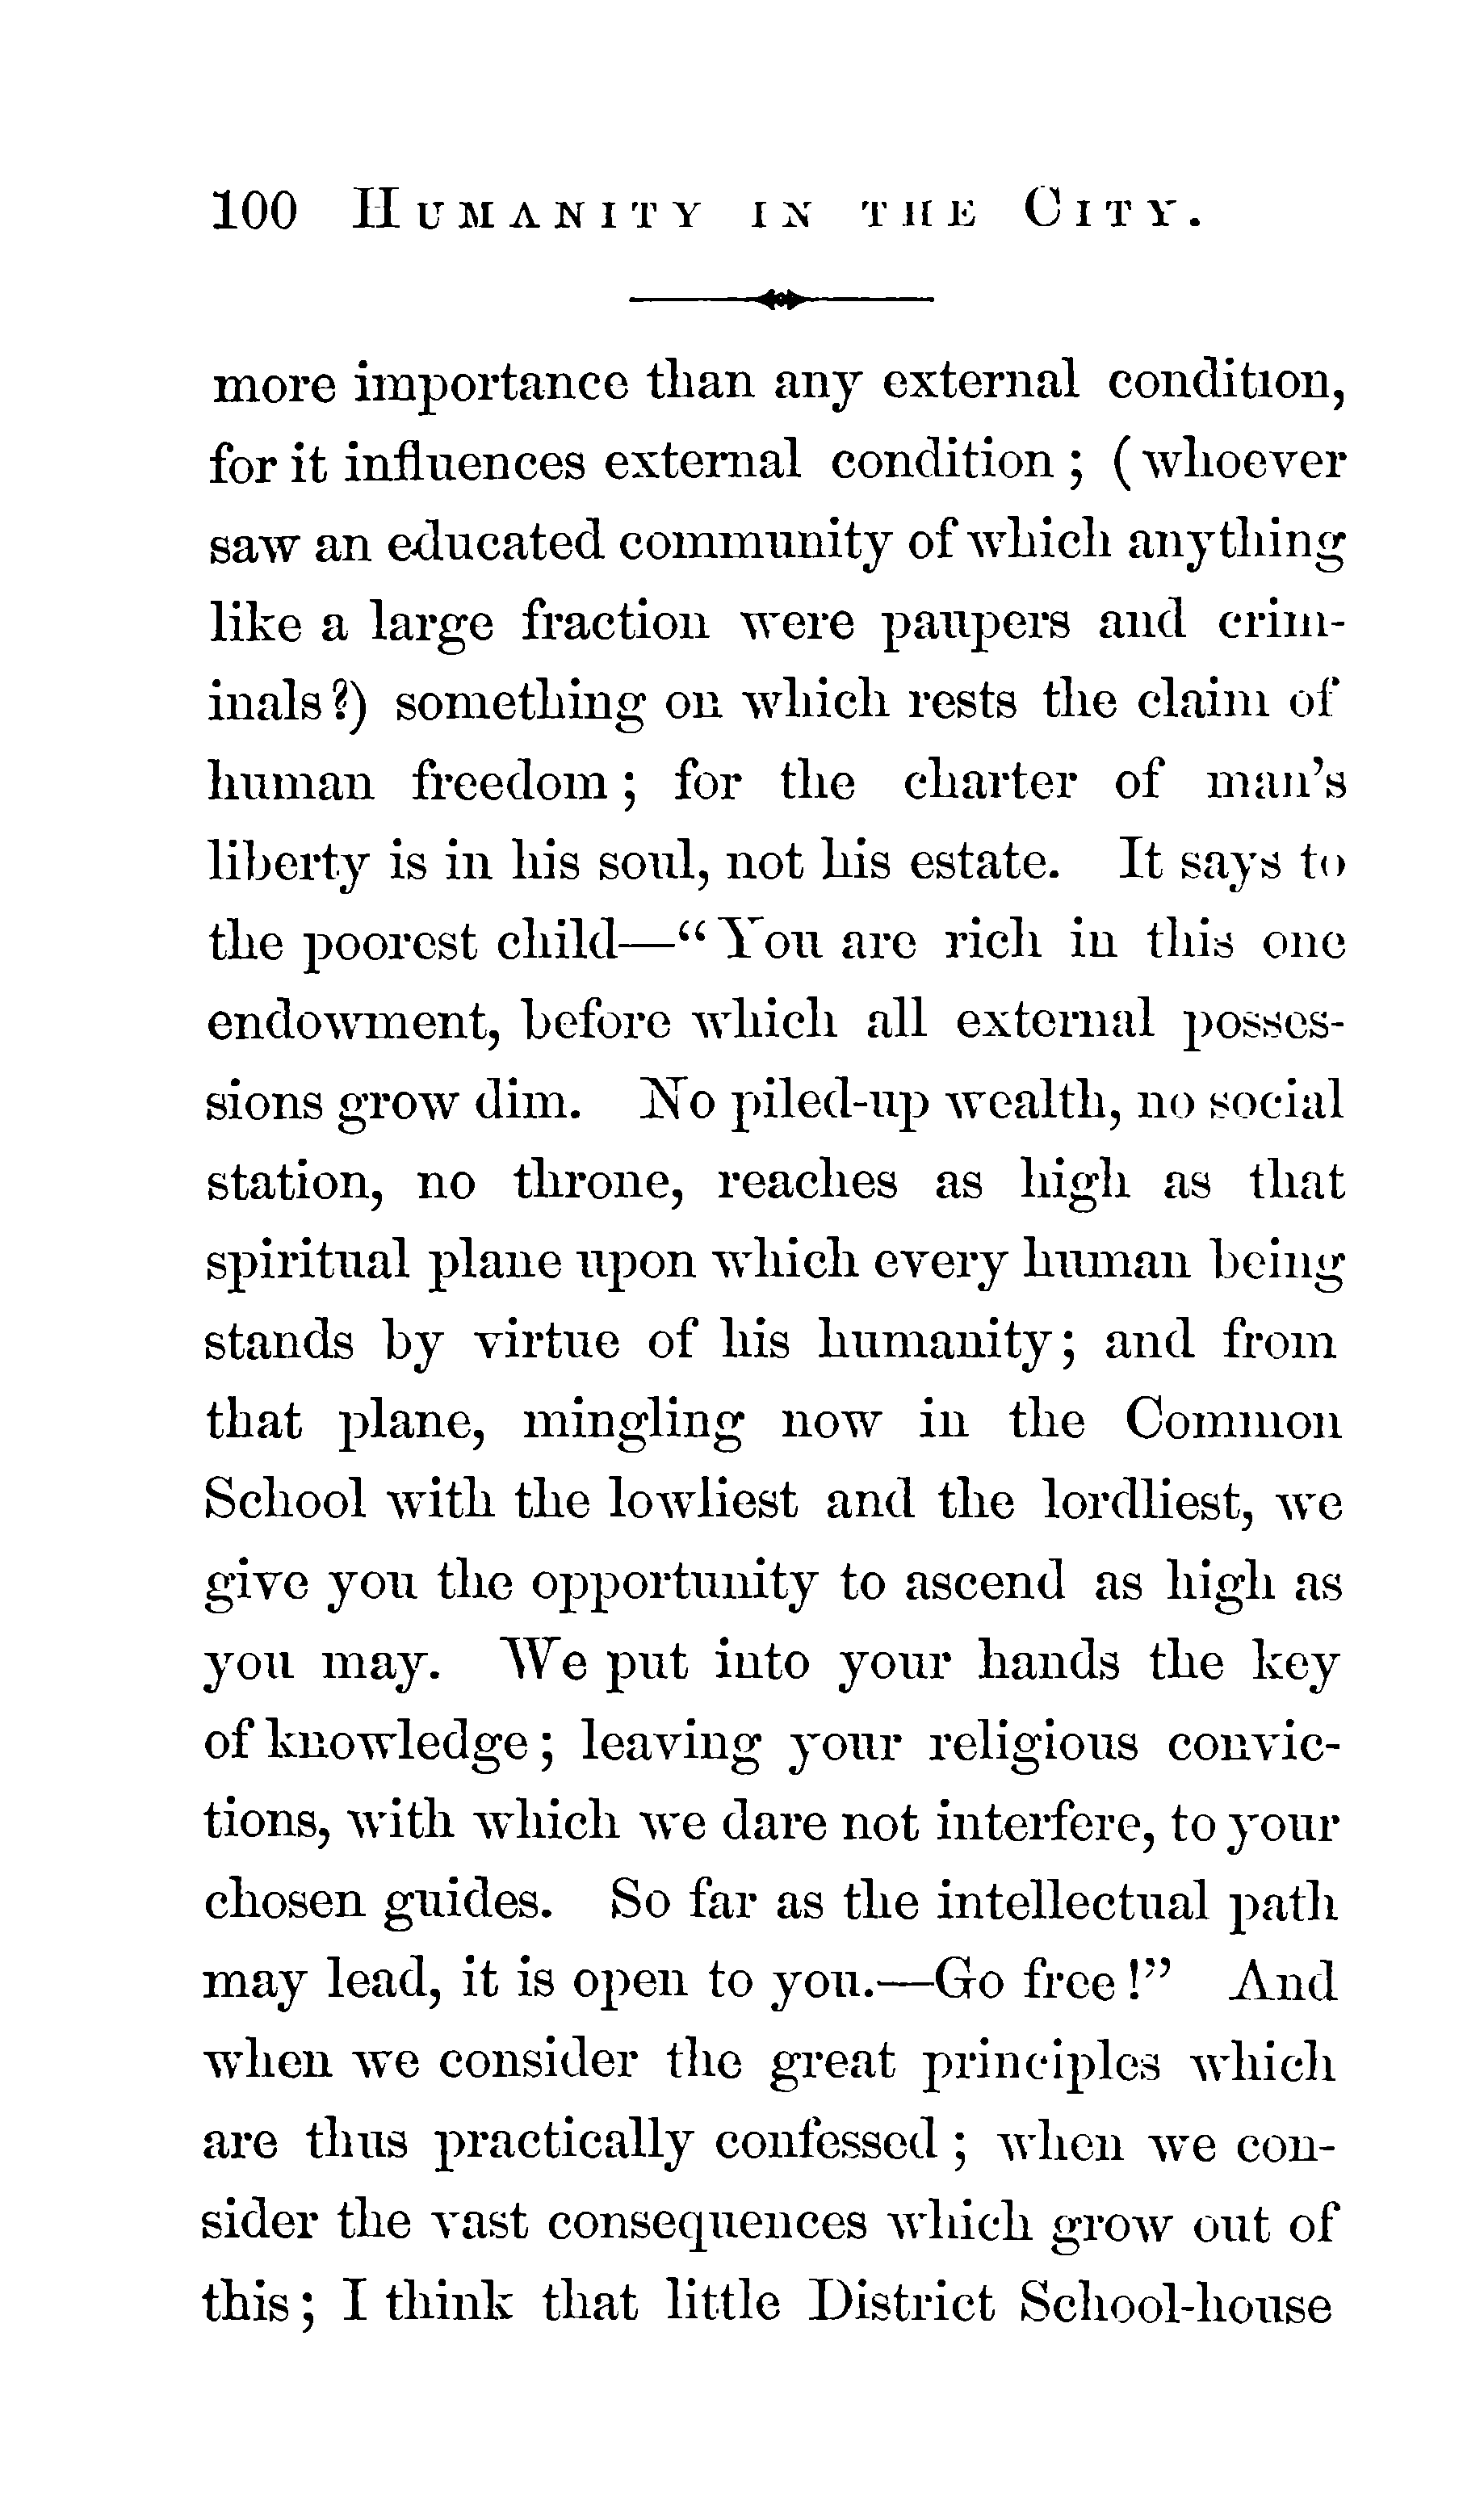 100 HUMANITY IN THE CITY.
more importance than any external condition,
for it influences external condition; (whoever
saw an educated community of which anything
like a large fraction were paupers and crim-
inals?) something on which rests the claim of
human freedom; for the charter of man's
liberty is in his soul, not his estate. It says to
the poorest child—"You are rich in this one
endowment, before which all external posses-
sions grow dim. No piled-up wealth, no social
station, no throne, reaches as high as that
spiritual plane upon which every human being
stands by virtue of his humanity; and from
that plane, mingling now in the Common
School with the lowliest and the lordliest, we
give you the opportunity to ascend as high as
you may. We put into your hands the key
of knowledge; leaving your religious convic-
tions, with which we dare not interfere, to your
chosen guides. So far as the intellectual path
may lead, it is open to you.—Go free!" And
when we consider the great principles which
are thus practically confessed; when we con-
sider the vast consequences which grow out of
this; I think that little District School-house